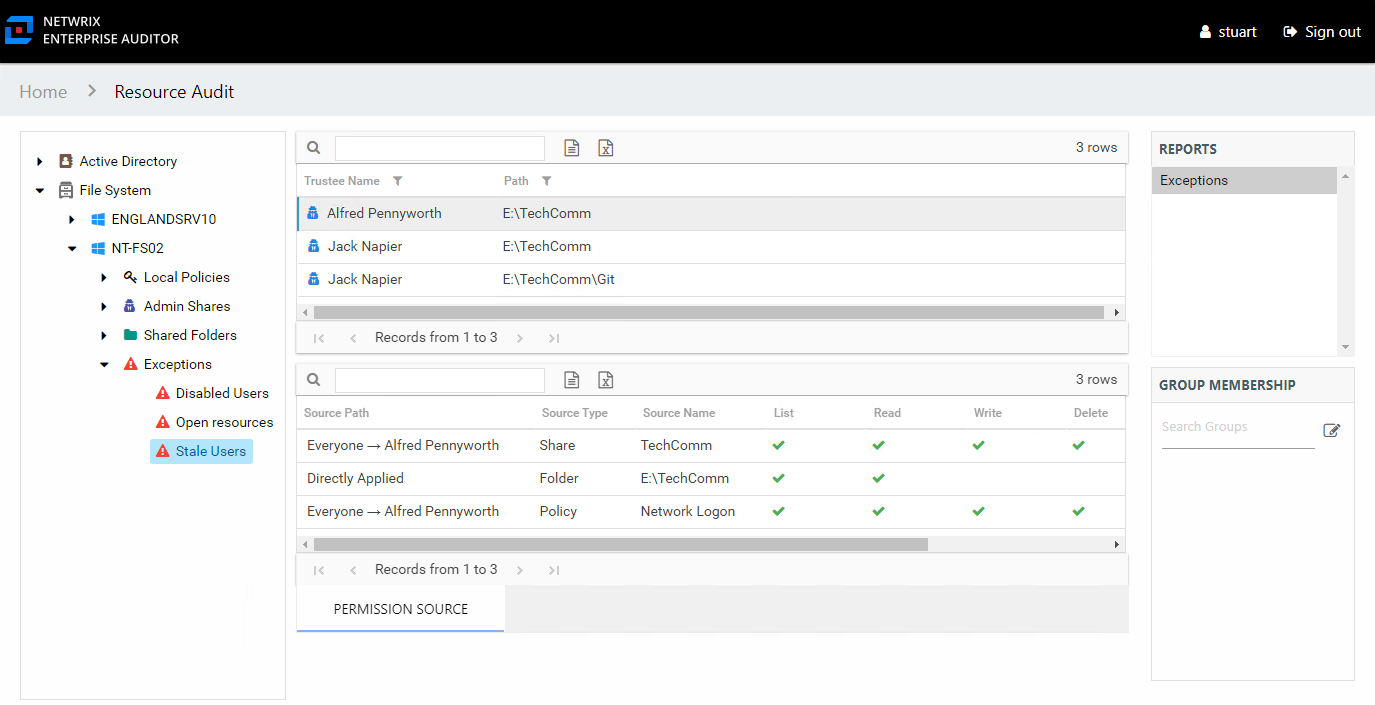 NETWRIX
ENTERPRISE AUDITOR
stuart
Sign out
Home
Resource Audit
Active Directory
File System
ENGLANDSRV10
NT-FS02
Local Policies
Admin Shares
Shared Folders
Exceptions
Disabled Users
Open resources
Stale Users
3 rows
Trustee Name Path
Alfred Pennyworth E:\TechComm
Jack Napier E:\TechComm
Jack Napier E:\TechComm\Git
Records from 1 to 3
3 rows
Source Path Source Type Source Name List Read Write Delete
Everyone → Alfred Pennyworth Share TechComm
Directly Applied Folder E:\TechComm
Everyone → Alfred Pennyworth Policy Network Logon
Records from 1 to 3
PERMISSION SOURCE
REPORTS
Exceptions
GROUP MEMBERSHIP
Search Groups